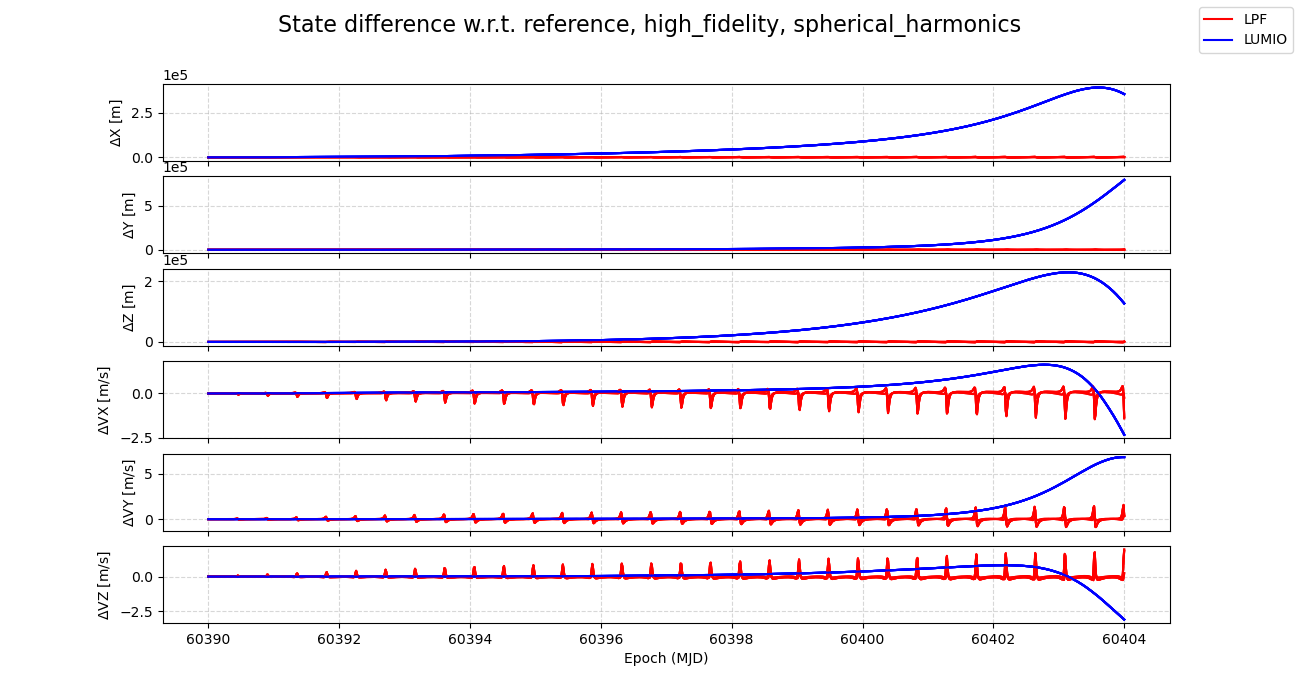 State difference w.r.t. reference, high_fidelity, spherical_harmonics
LPF
LUMIO
1e5
ΔX [m]
2.5
0.0
1e5
ΔY [m]
5
0
1e5
ΔZ [m]
2
0
ΔVX [m/s]
0.0
−2.5
ΔVY [m/s]
5
0
ΔVZ [m/s]
0.0
−2.5
60390 60392 60394 60396 60398 60400 60402 60404
Epoch (MJD)